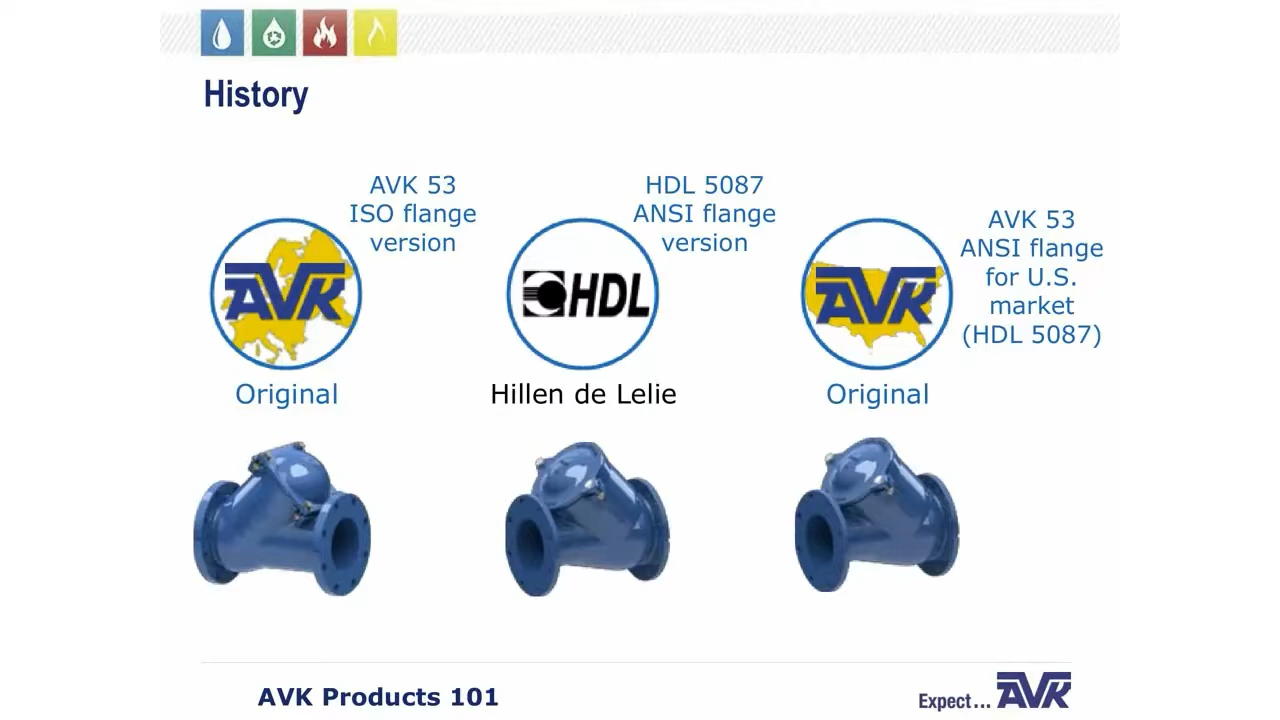 History
AVK 53
ISO flange
version
HDL 5087
ANSI flange
version
AVK 53
ANSI flange
for U.S.
market
(HDL 5087)
AVK
HDL
AVK
Original
Hillen de Lelie
Original
AVK Products 101
Expect... AVK